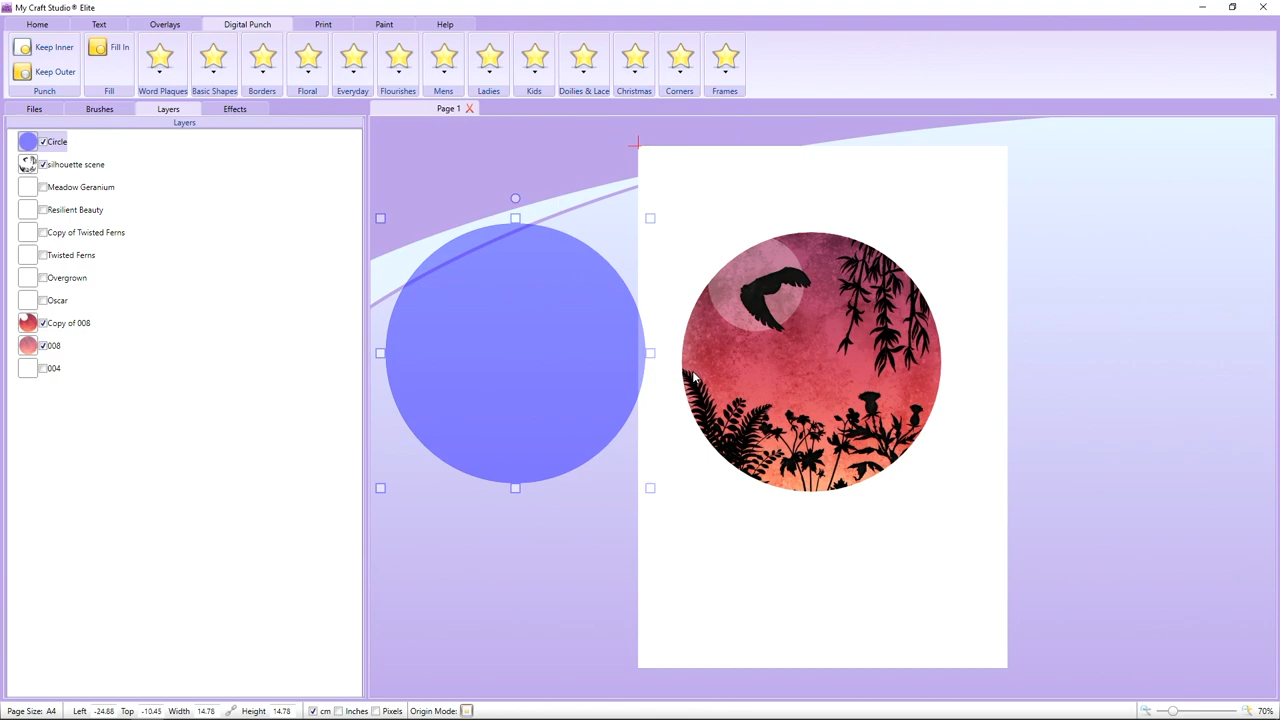 My Craft Studio® Elite
Home Text Overlays Digital Punch Print Paint Help
Keep Inner
Keep Outer
Fill In
Punch Fill Word Plaques Basic Shapes Borders Floral Everyday Flourishes Mens Ladies Kids Doilies & Lace Christmas Corners Frames
Files Brushes Layers Effects Page 1
Layers
Circle
silhouette scene
Meadow Geranium
Resilient Beauty
Copy of Twisted Ferns
Twisted Ferns
Overgrown
Oscar
Copy of 008
008
004
Page Size: A4 Left -24.88 Top -10.45 Width 14.78 Height 14.78 cm Inches Pixels Origin Mode: 70%